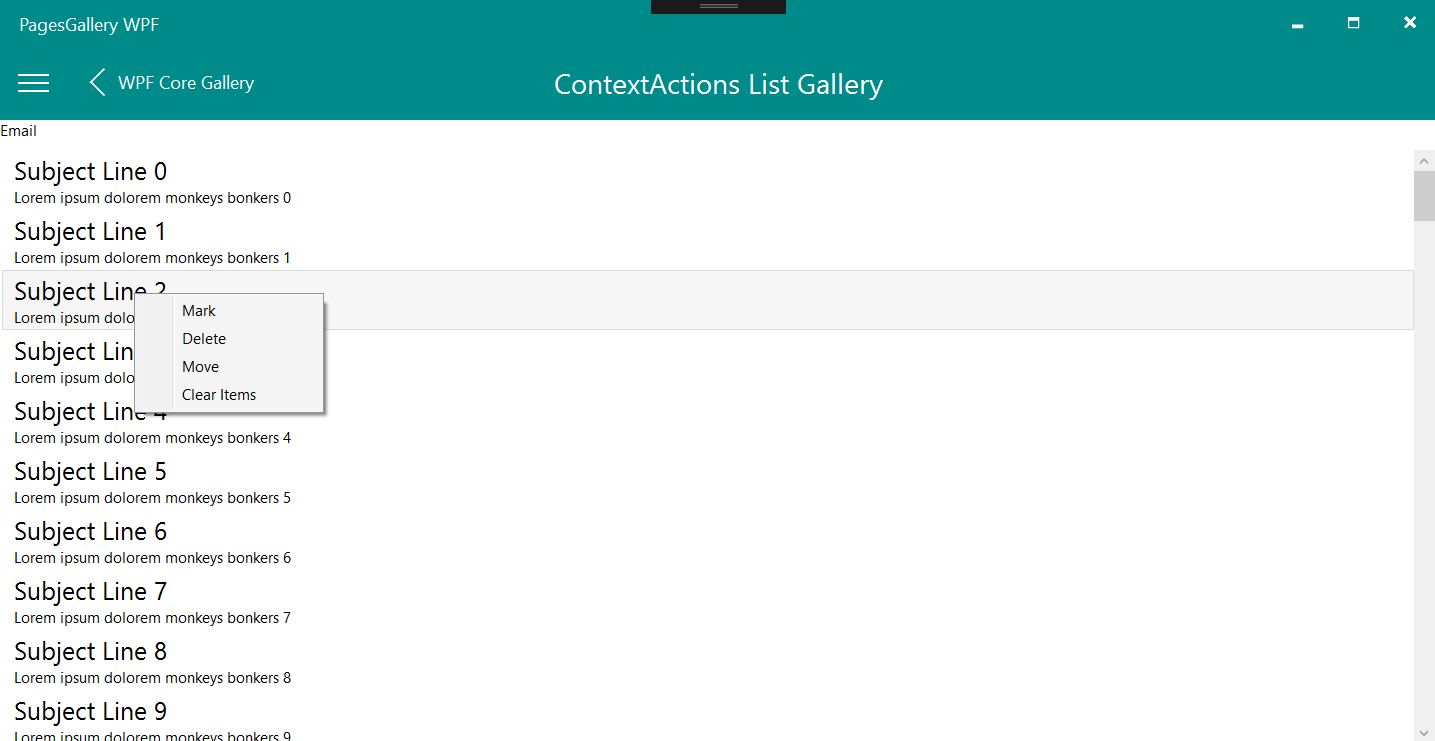 PagesGallery WPF
WPF Core Gallery
ContextActions List Gallery
Email
Subject Line 0
Lorem ipsum dolorem monkeys bonkers 0
Subject Line 1
Lorem ipsum dolorem monkeys bonkers 1
Subject Line 2
Lorem ipsum dolo
Mark
Delete
Move
Clear Items
Subject Lin
Lorem ipsum dolo
Subject Line 4
Lorem ipsum dolorem monkeys bonkers 4
Subject Line 5
Lorem ipsum dolorem monkeys bonkers 5
Subject Line 6
Lorem ipsum dolorem monkeys bonkers 6
Subject Line 7
Lorem ipsum dolorem monkeys bonkers 7
Subject Line 8
Lorem ipsum dolorem monkeys bonkers 8
Subject Line 9
Lorem ipsum dolorem monkeys bonkers 9